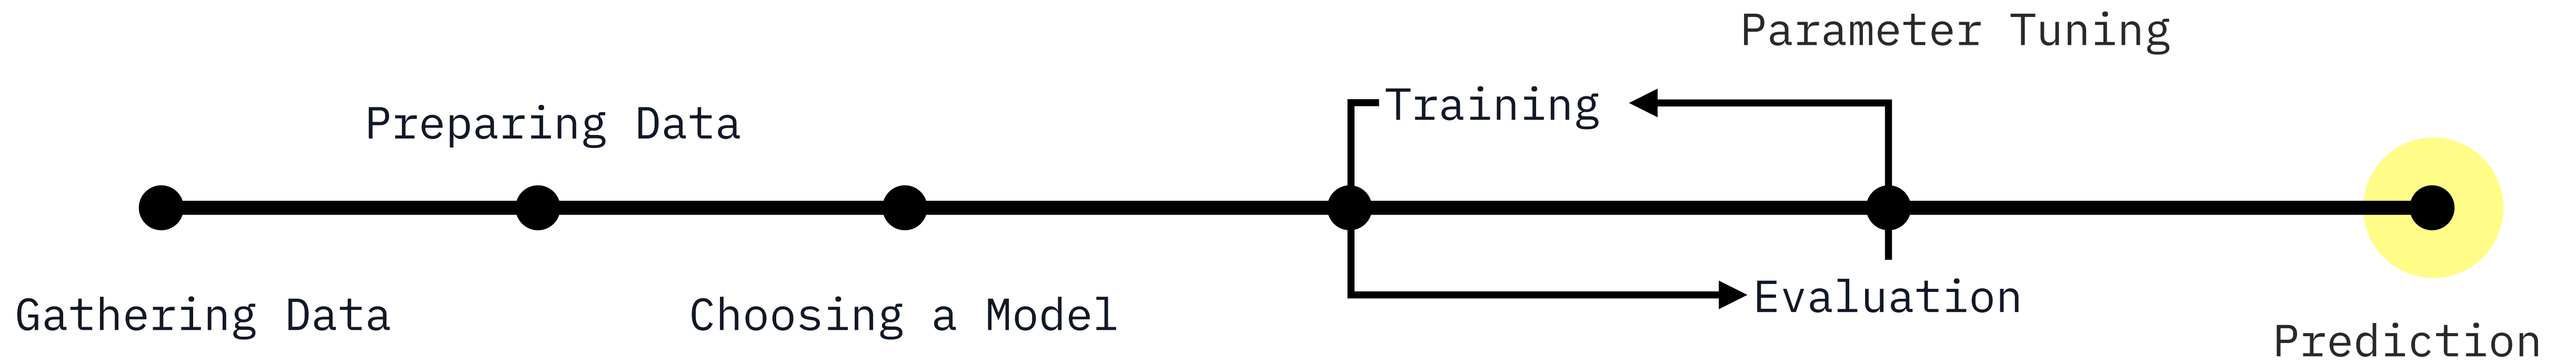 Gathering Data
Preparing Data
Choosing a Model
Training
Evaluation
Parameter Tuning
Prediction